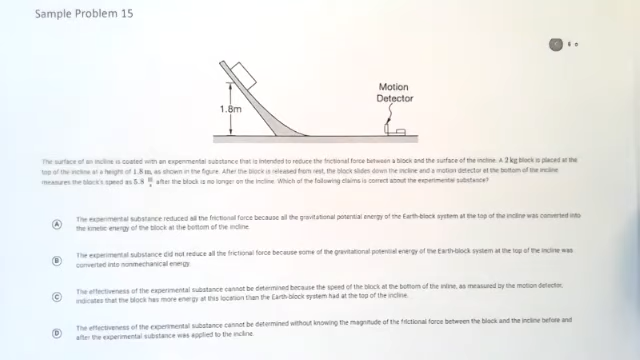 Sample Problem 15
Motion
Detector
1.8m
The surface of an incline is coated with an experimental substance that is intended to reduce the frictional force between a block and the surface of the incline. A 2 kg block is placed at the
top of the incline at a height of 1.8 m, as shown in the figure. After the block is released from rest, the block slides down the incline and a motion detector at the bottom of the incline
measures the block's speed as 5.8 m/s after the block is no longer on the incline. Which of the following claims is correct about the experimental substance?
A The experimental substance reduced all the frictional force because all the gravitational potential energy of the Earth-block system at the top of the incline was converted into
the kinetic energy of the block at the bottom of the incline.
B The experimental substance did not reduce all the frictional force because some of the gravitational potential energy of the Earth-block system at the top of the incline was
converted into nonmechanical energy.
C The effectiveness of the experimental substance cannot be determined because the speed of the block at the bottom of the inline, as measured by the motion detector,
indicates that the block has more energy at this location than the Earth-block system had at the top of the incline.
D The effectiveness of the experimental substance cannot be determined without knowing the magnitude of the frictional force between the block and the incline before and
after the experimental substance was applied to the incline.